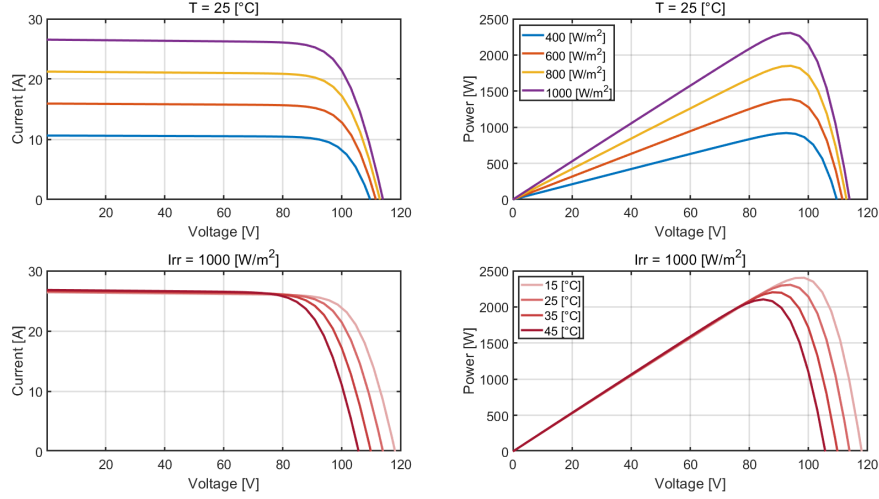 T = 25 [°C]
30
20
10
0
0 20 40 60 80 100 120
Current [A]
Voltage [V]
T = 25 [°C]
2500
2000
1500
1000
500
0
0 20 40 60 80 100 120
Power [W]
Voltage [V]
400 [W/m²]
600 [W/m²]
800 [W/m²]
1000 [W/m²]
Irr = 1000 [W/m²]
30
20
10
0
0 20 40 60 80 100 120
Current [A]
Voltage [V]
Irr = 1000 [W/m²]
2500
2000
1500
1000
500
0
0 20 40 60 80 100 120
Power [W]
Voltage [V]
15 [°C]
25 [°C]
35 [°C]
45 [°C]